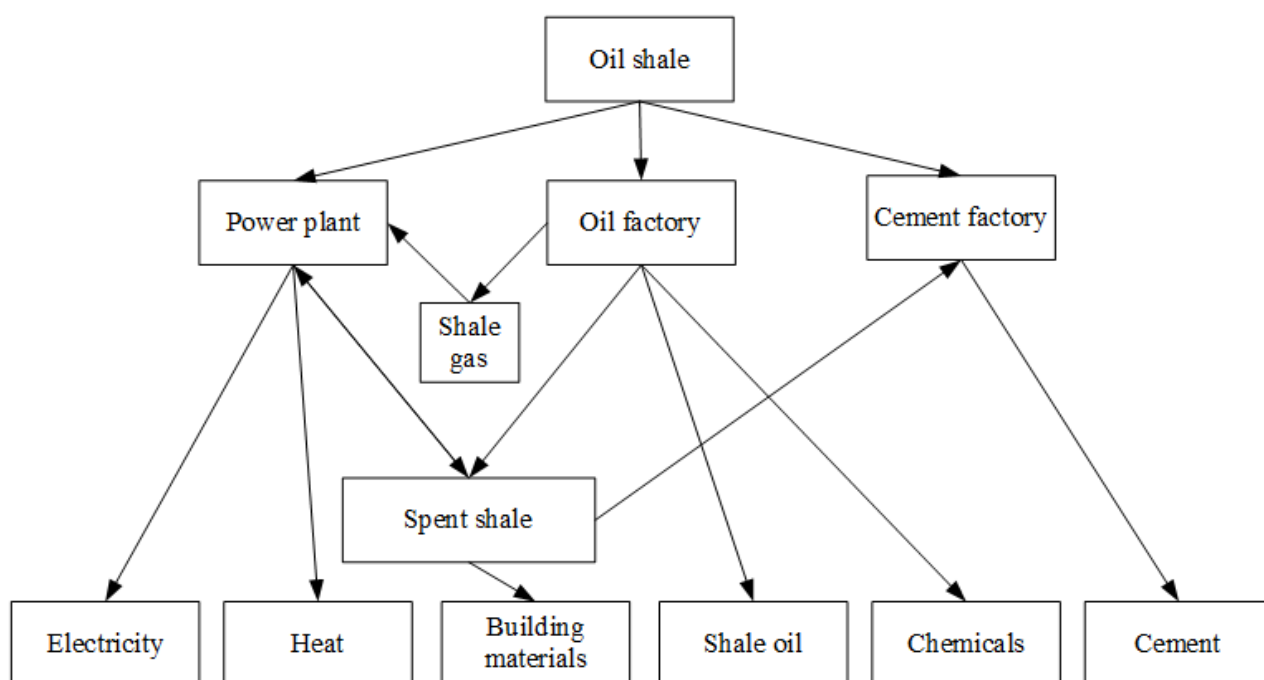 Oil shale
Power plant
Oil factory
Cement factory
Shale
gas
Spent shale
Electricity
Heat
Building
materials
Shale oil
Chemicals
Cement